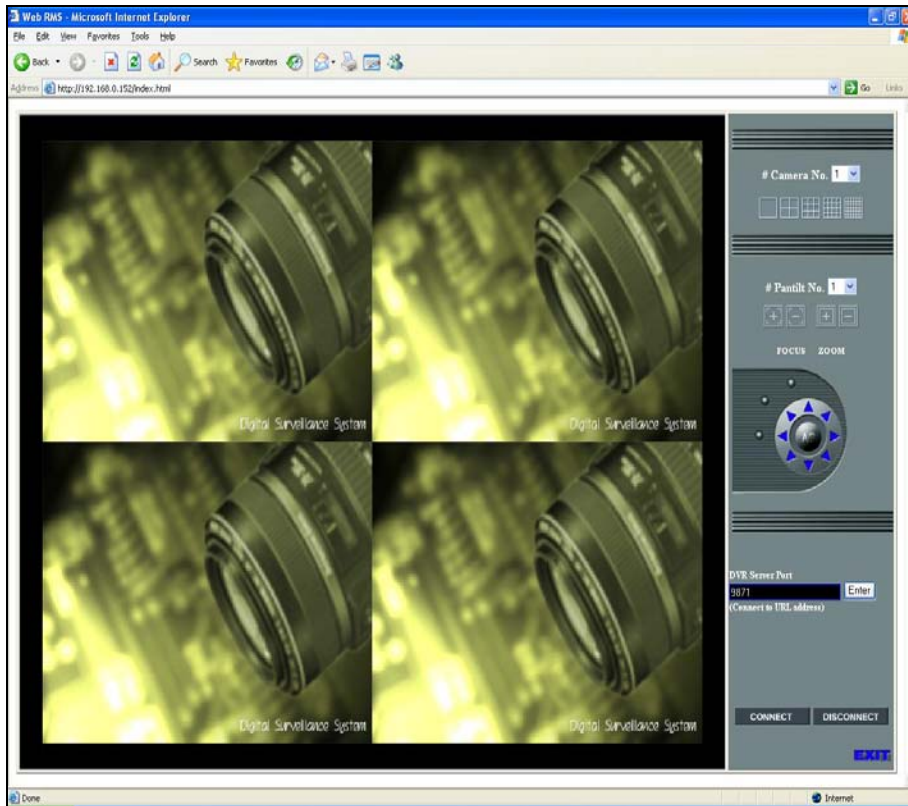 Web RMS - Microsoft Internet Explorer
File Edit View Favorites Tools Help
Back Search Favorites
Address http://192.168.0.152/index.html Go Links
# Camera No. 1
# Pantilt No. 1
FOCUS ZOOM
Digital Surveillance System Digital Surveillance System
DVR Server Port
9871 Enter
(Connect to URL address)
Digital Surveillance System Digital Surveillance System
CONNECT DISCONNECT
EXIT
Done Internet